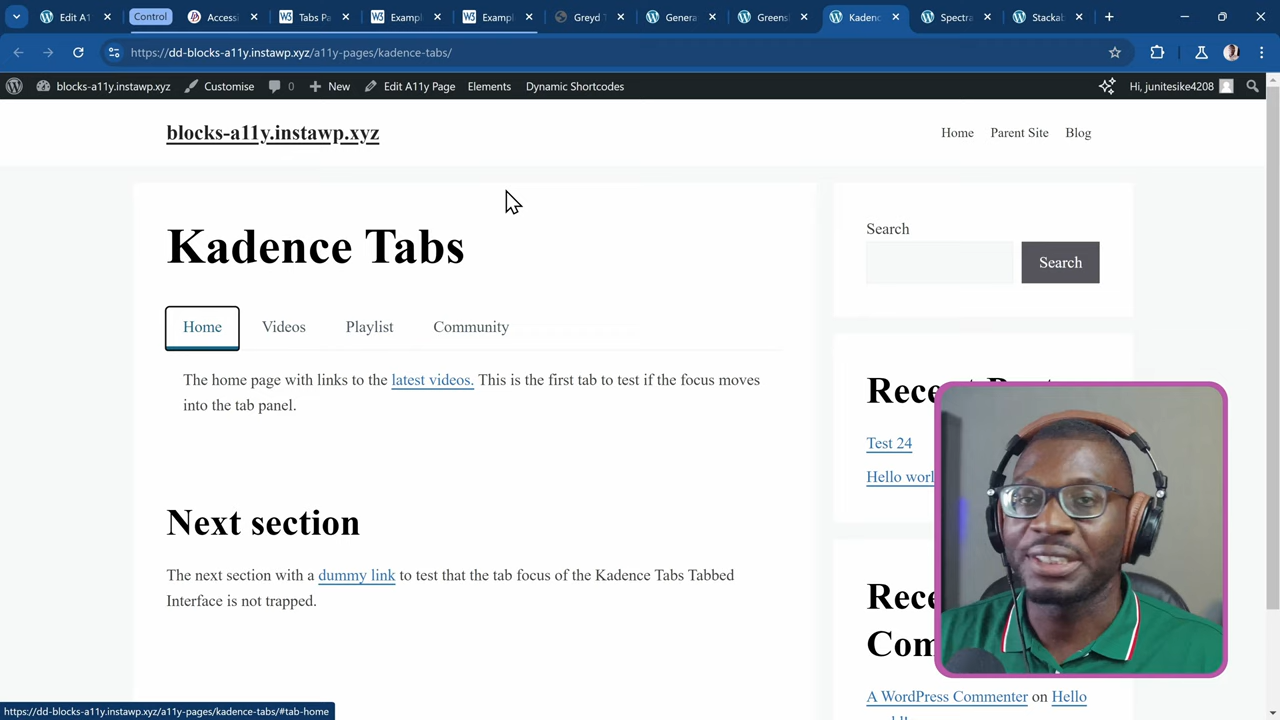 Edit A1
Control
Accessi
Tabs Pa
Exampl
Exampl
Greyd T
Genera
Greensl
Kadenc
Spectra
Stackab
https://dd-blocks-a11y.instawp.xyz/a11y-pages/kadence-tabs/
blocks-a11y.instawp.xyz
Customise
0
New
Edit A11y Page
Elements
Dynamic Shortcodes
Hi, junitesike4208
blocks-a11y.instawp.xyz
Home
Parent Site
Blog
Kadence Tabs
Home
Videos
Playlist
Community
The home page with links to the latest videos. This is the first tab to test if the focus moves
into the tab panel.
Next section
The next section with a dummy link to test that the tab focus of the Kadence Tabs Tabbed
Interface is not trapped.
Search
Search
Test 24
A WordPress Commenter on Hello
https://dd-blocks-a11y.instawp.xyz/a11y-pages/kadence-tabs/#tab-home